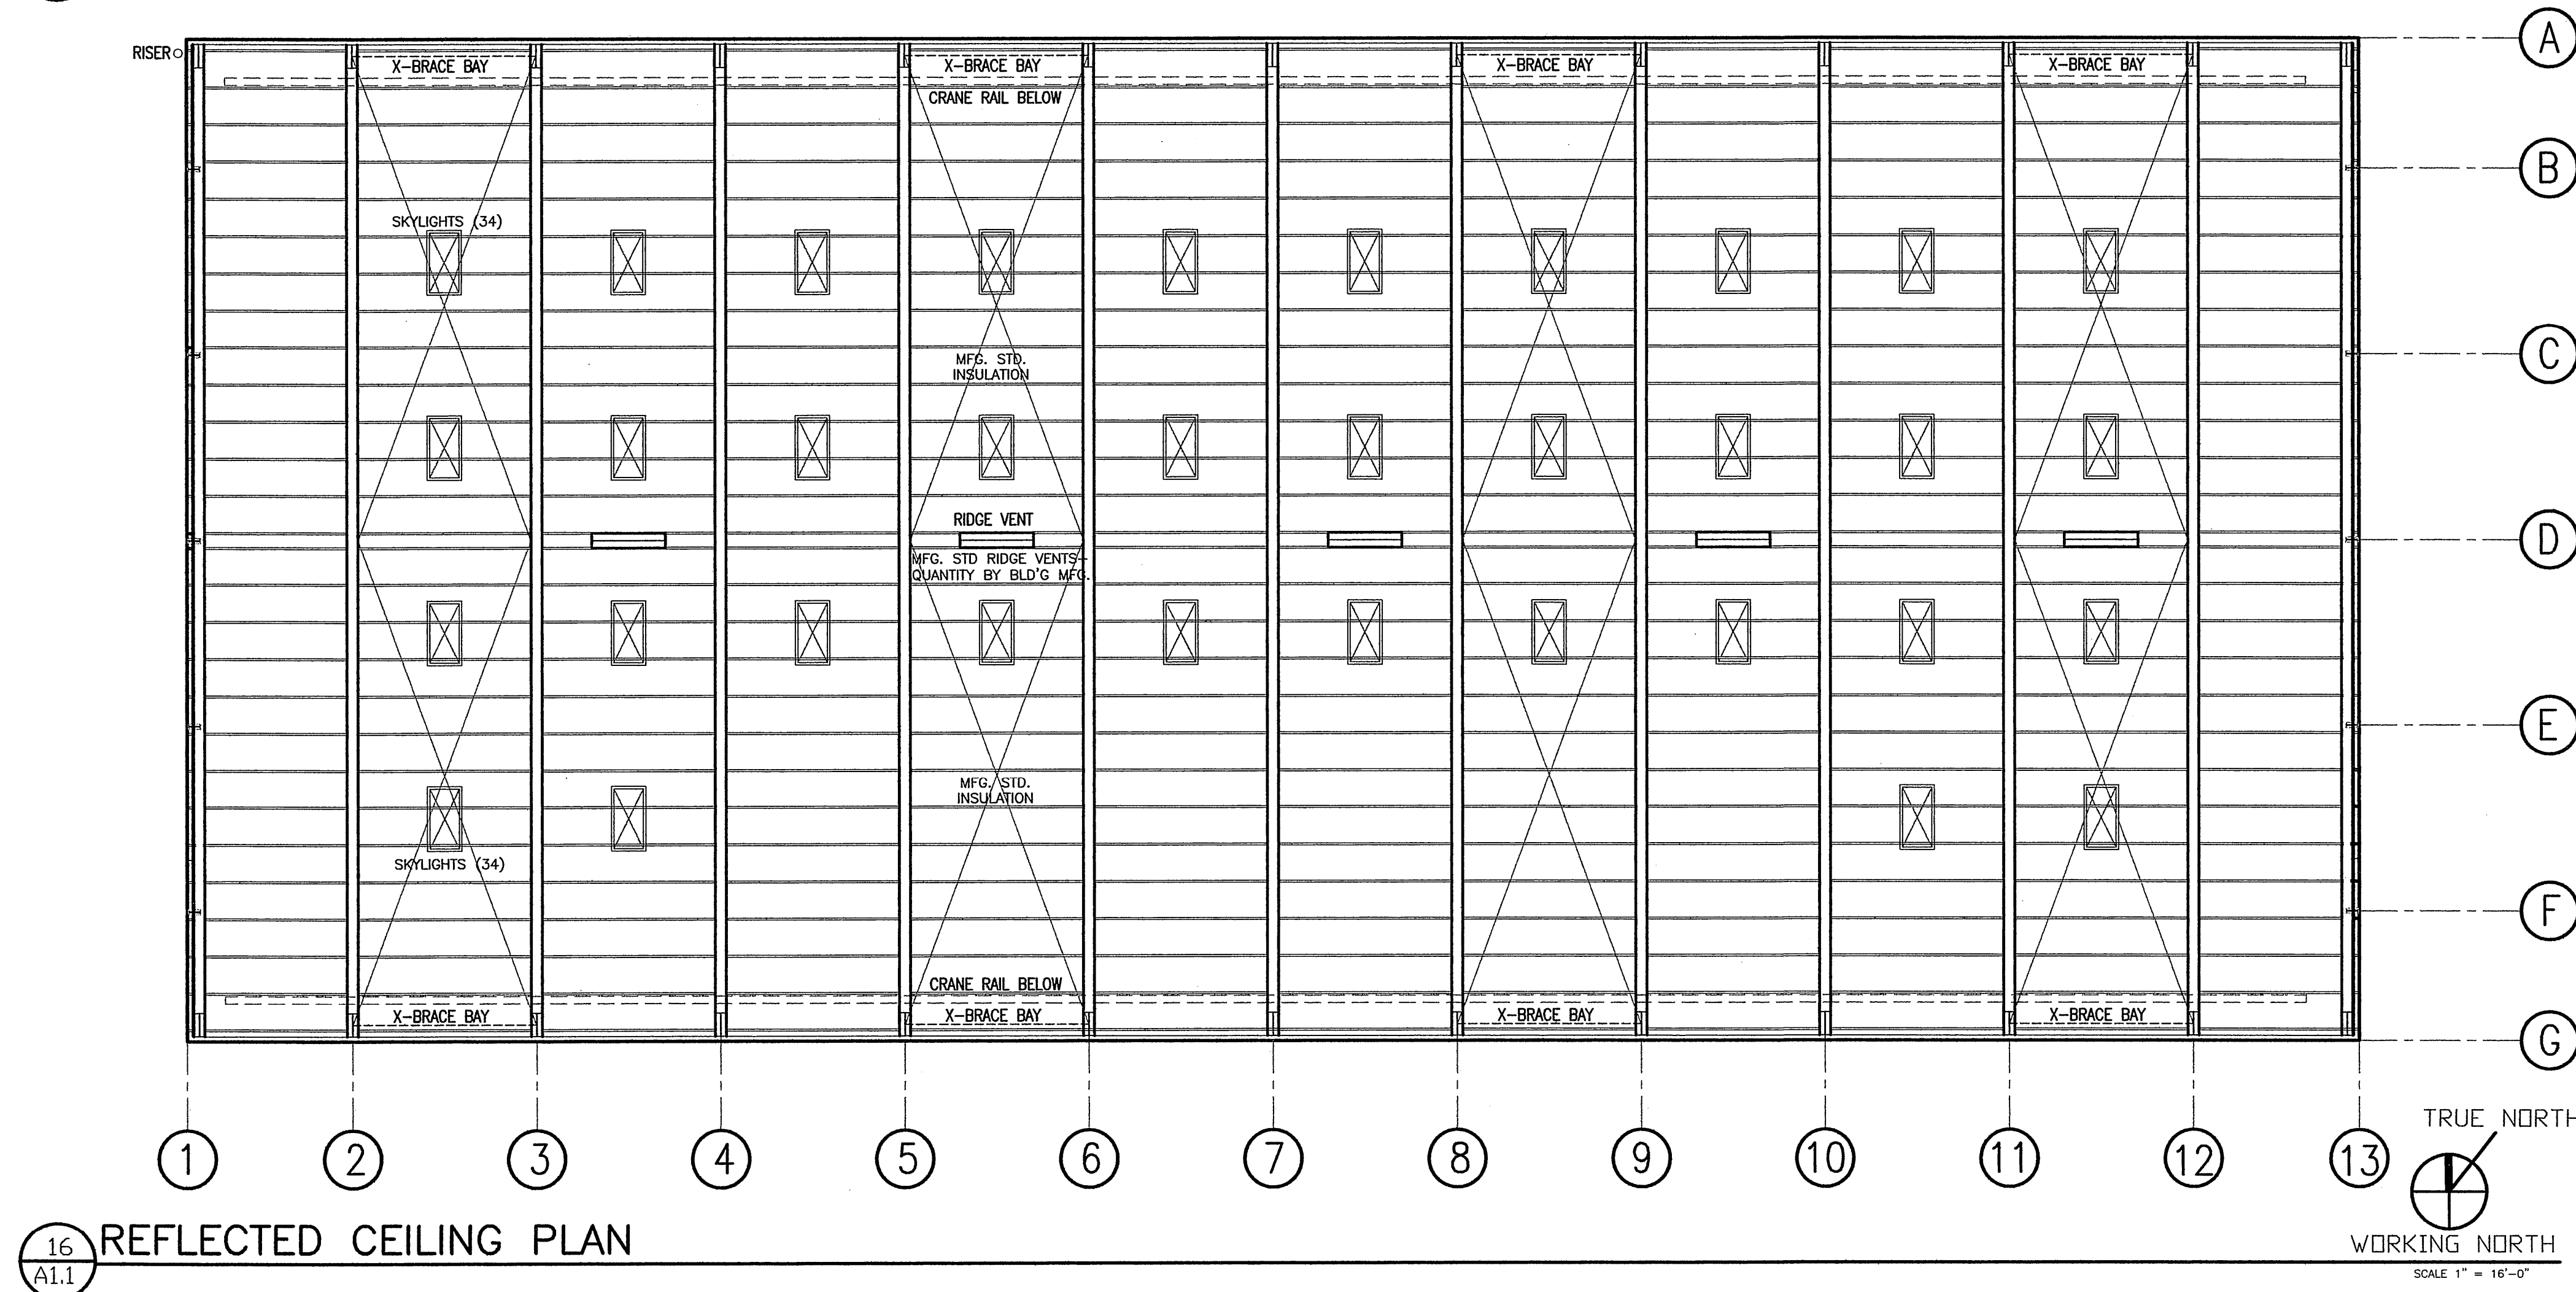 A
RISER
X-BRACE BAY
X-BRACE BAY
X-BRACE BAY
X-BRACE BAY
CRANE RAIL BELOW
B
SKYLIGHTS (34)
C
MFG. STD.
INSULATION
RIDGE VENT
D
MFG. STD RIDGE VENTS-
QUANTITY BY BLD'G MFG.
E
MFG. STD.
INSULATION
SKYLIGHTS (34)
F
CRANE RAIL BELOW
X-BRACE BAY
X-BRACE BAY
X-BRACE BAY
X-BRACE BAY
G
TRUE NORTH
1
2
3
4
5
6
7
8
9
10
11
12
13
16
A1.1
REFLECTED CEILING PLAN
WORKING NORTH
SCALE 1" = 16'-0"